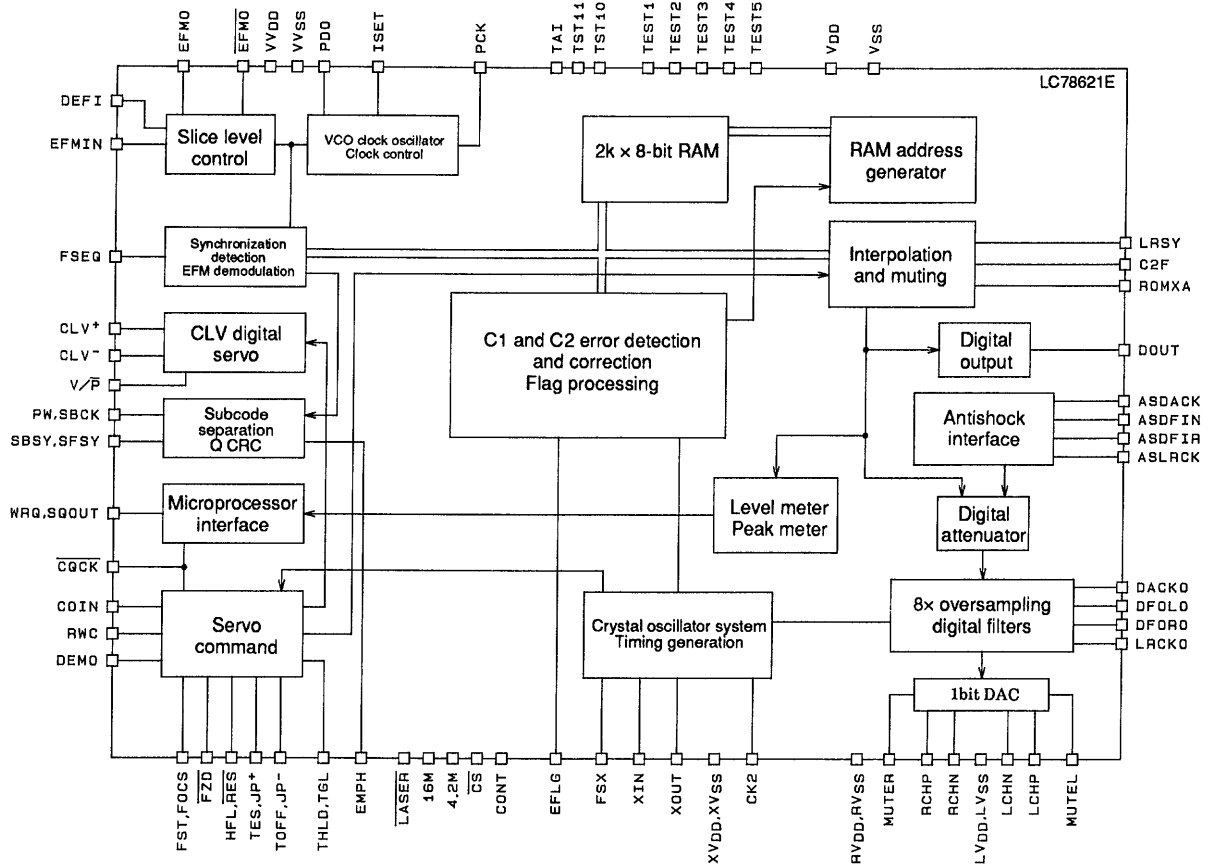 EFMO
EFMO
VVDD
VVSS
PDO
ISET
PCK
TAI
TST11
TST10
TEST1
TEST2
TEST3
TEST4
TEST5
VDD
VSS
LC78621E
DEFI
EFMIN
Slice level
control
VCO clock oscillator
Clock control
2k × 8-bit RAM
RAM address
generator
FSEQ
Synchronization
detection
EFM demodulation
Interpolation
and muting
LRSY
C2F
ROMXA
CLV+
CLV-
V/P
CLV digital
servo
C1 and C2 error detection
and correction
Flag processing
Digital
output
DOUT
PW,SBCK
SBSY,SFSY
Subcode
separation
Q CRC
Antishock
interface
ASDACK
ASDFIN
ASDFIR
ASLRCK
WRQ,SQOUT
Microprocessor
interface
Level meter
Peak meter
Digital
attenuator
CQCK
COIN
RWC
DEMO
Servo
command
Crystal oscillator system
Timing generation
8× oversampling
digital filters
DACKO
DFOLO
DFORO
LRCKO
1bit DAC
FST,FOCS
FZD
HFL,RES
TES,JP+
TOFF,JP-
THLD,TGL
EMPH
LASER
16M
4.2M
CS
CONT
EFLG
FSX
XIN
XOUT
XVDD,XVSS
CK2
RVDD,RVSS
MUTER
RCHP
RCHN
LVDD,LVSS
LCHN
LCHP
MUTEL